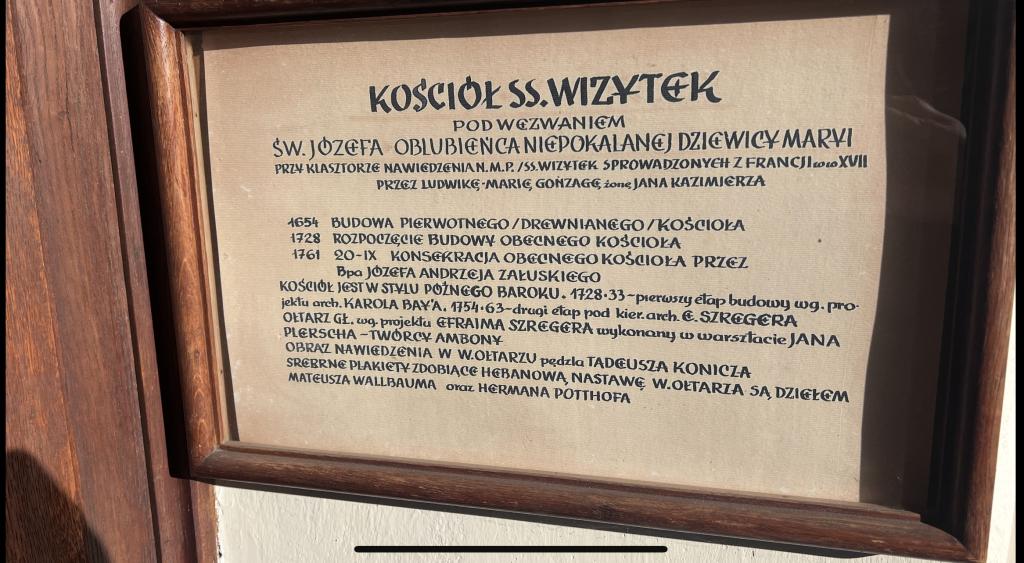 KOŚCIÓŁ SS. WIZYTEK
POD WEZWANIEM
ŚW. JÓZEFA OBLUBIEŃCA NIEPOKALANEJ DZIEWICY MARYI
PRZY KLASZTORZE NAWIEDZENIA N.M.P. /SS.WIZYTEK SPROWADZONYCH Z FRANCJI XVII
PRZEZ LUDWIKĘ-MARIĘ GONZAGĘ żonę JANA KAZIMIERZA
1654 BUDOWA PIERWOTNEGO /DREWNIANEGO/ KOŚCIOŁA
1728 ROZPOCZĘCIE BUDOWY OBECNEGO KOŚCIOŁA
1761 20-IX KONSEKRACJA OBECNEGO KOŚCIOŁA PRZEZ
Bpa JÓZEFA ANDRZEJA ZAŁUSKIEGO
KOŚCIÓŁ JEST W STYLU PÓŹNEGO BAROKU. 1728-33-pierwszy etap budowy wg. pro-
jektu arch. KAROLA BAY'A. 1754-63-drugi etap pod kier. arch. E. SZREGERA
OŁTARZ GŁ. wg. projektu EFRAIMA SZREGERA wykonany w warsztacie JANA
PLERSCHA - TWÓRCY AMBONY
OBRAZ NAWIEDZENIA W W.OŁTARZU pędzla TADEUSZA KONICZA
SREBRNE PLAKIETY ZDOBIĄCE HEBANOWĄ NASTAWĘ W.OŁTARZA SĄ DZIEŁEM
MATEUSZA WALLBAUMA oraz HERMANA POTTHOFA